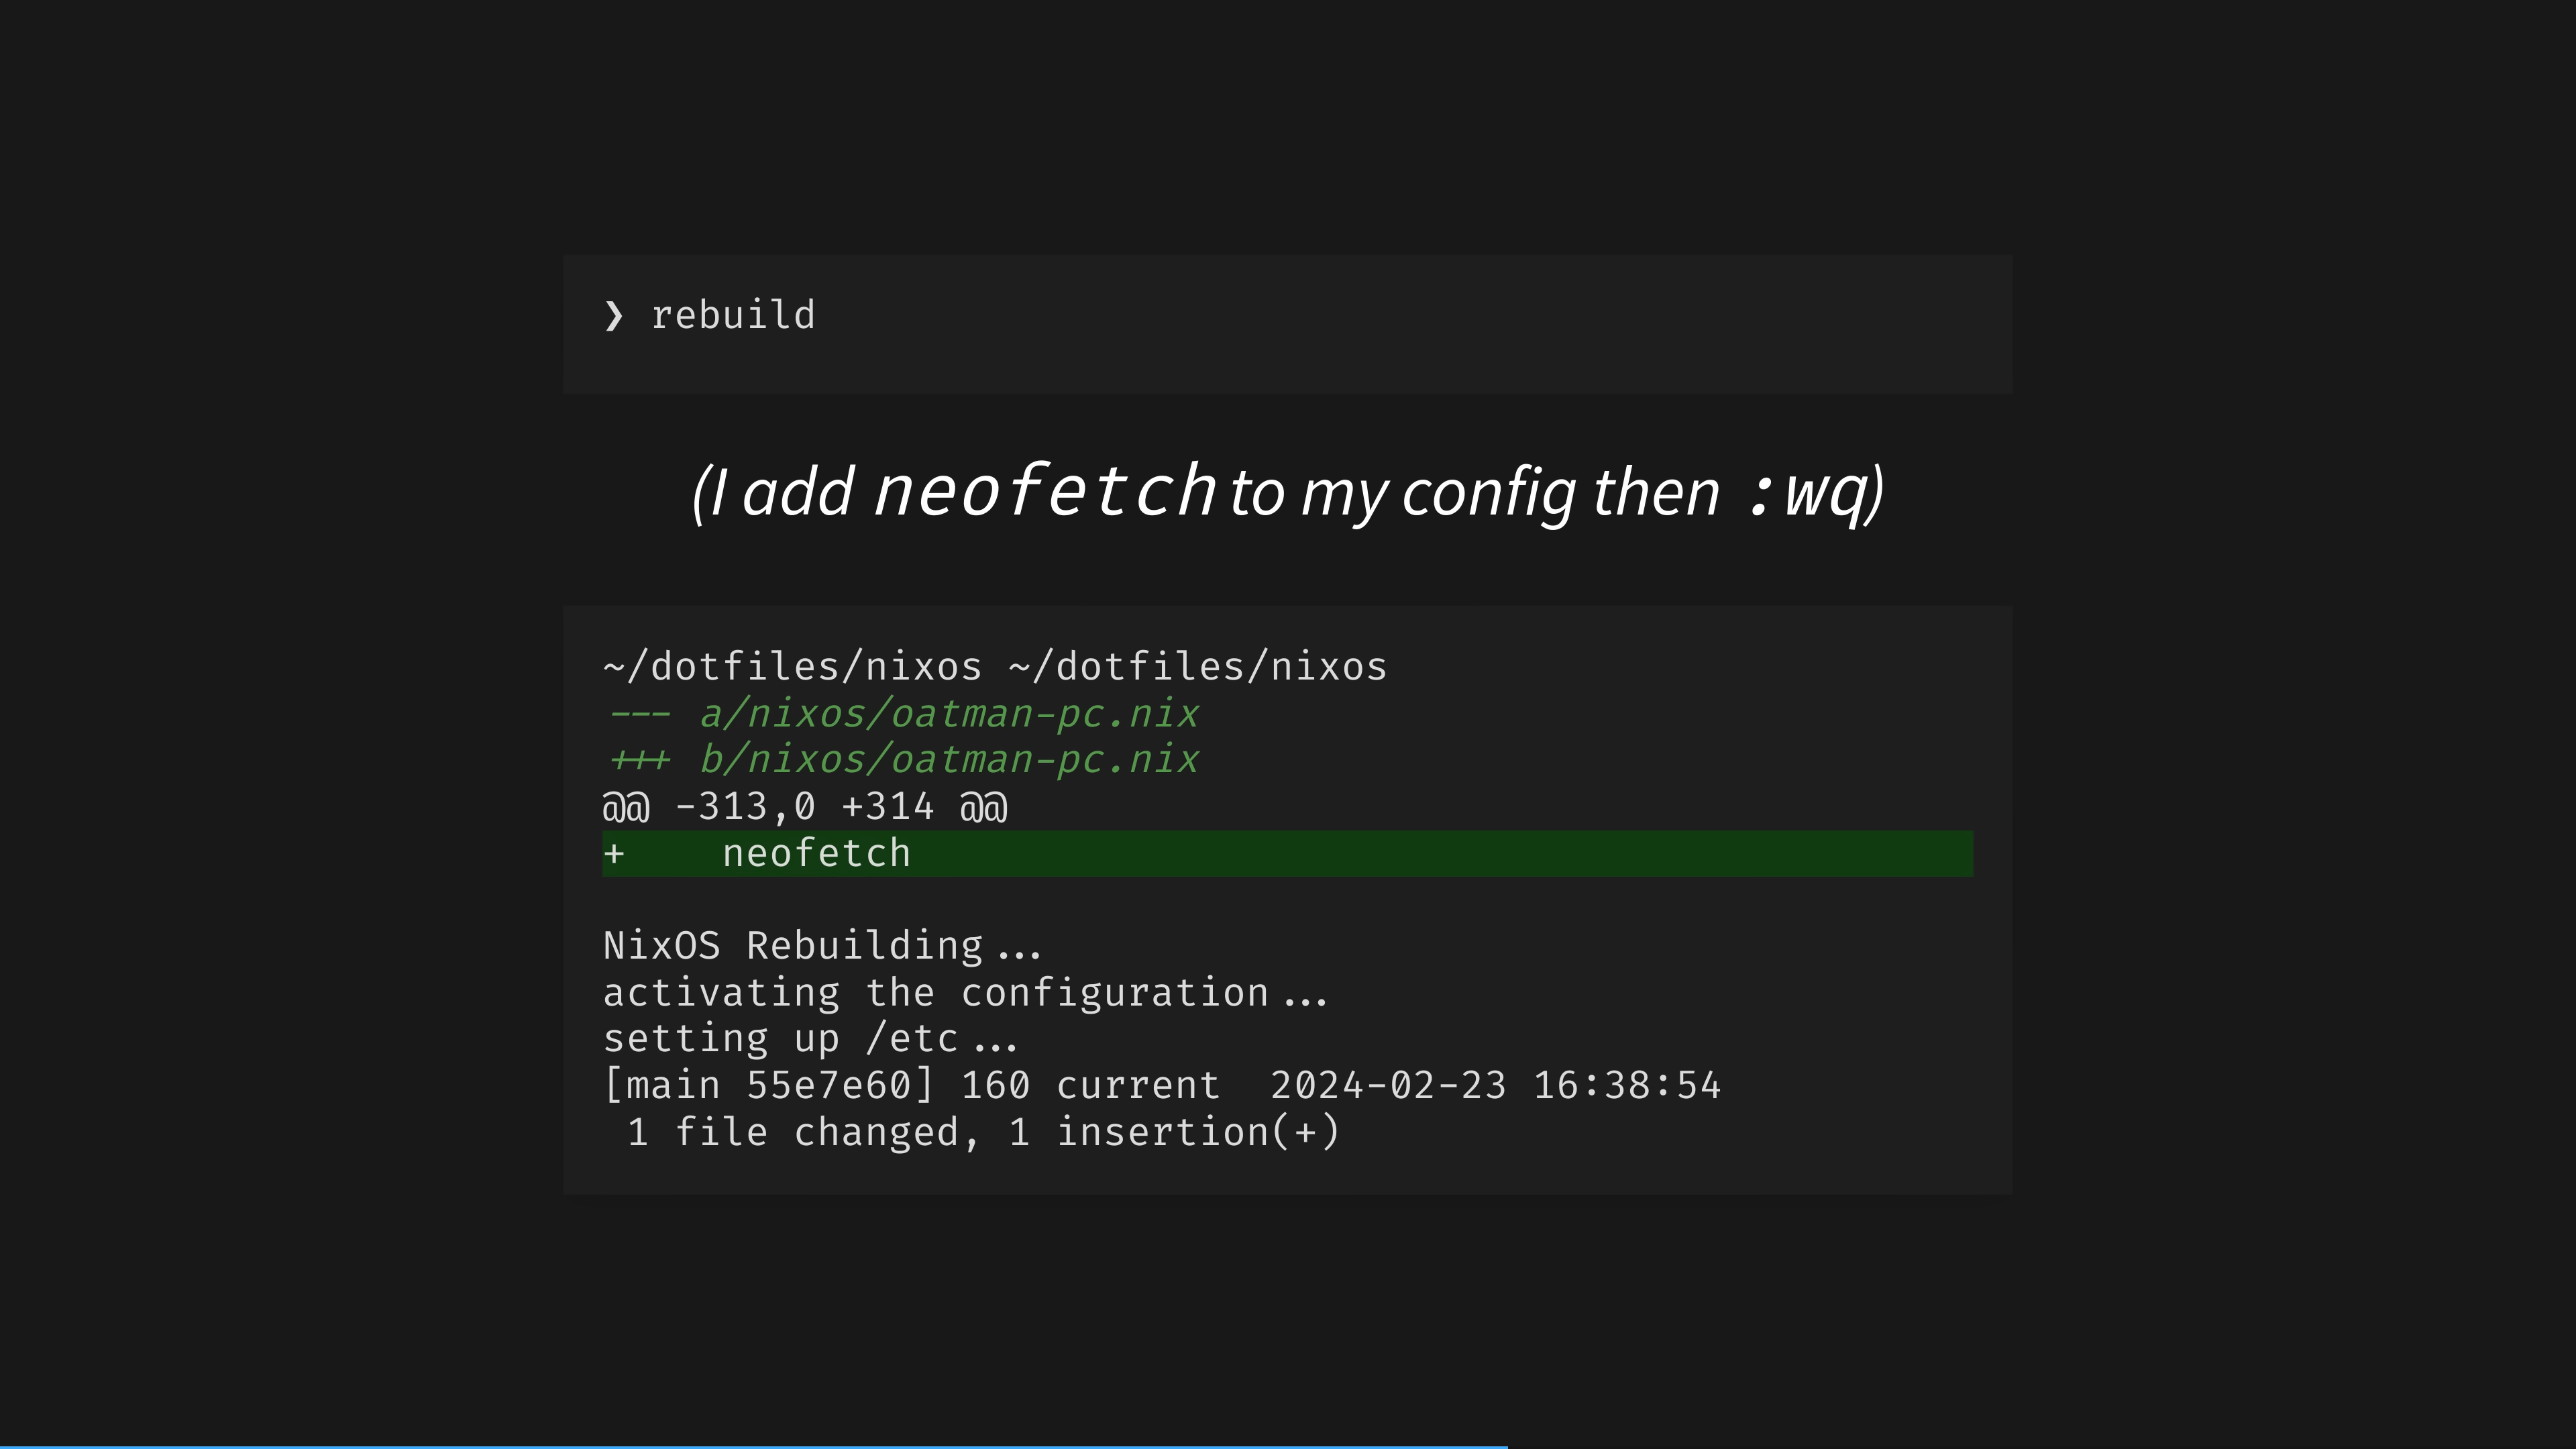 ❯ rebuild
(I add neofetch to my config then :wq)
~/dotfiles/nixos ~/dotfiles/nixos
--- a/nixos/oatman-pc.nix
+++ b/nixos/oatman-pc.nix
@@ -313,0 +314 @@
+    neofetch
NixOS Rebuilding...
activating the configuration...
setting up /etc...
[main 55e7e60] 160 current  2024-02-23 16:38:54
 1 file changed, 1 insertion(+)